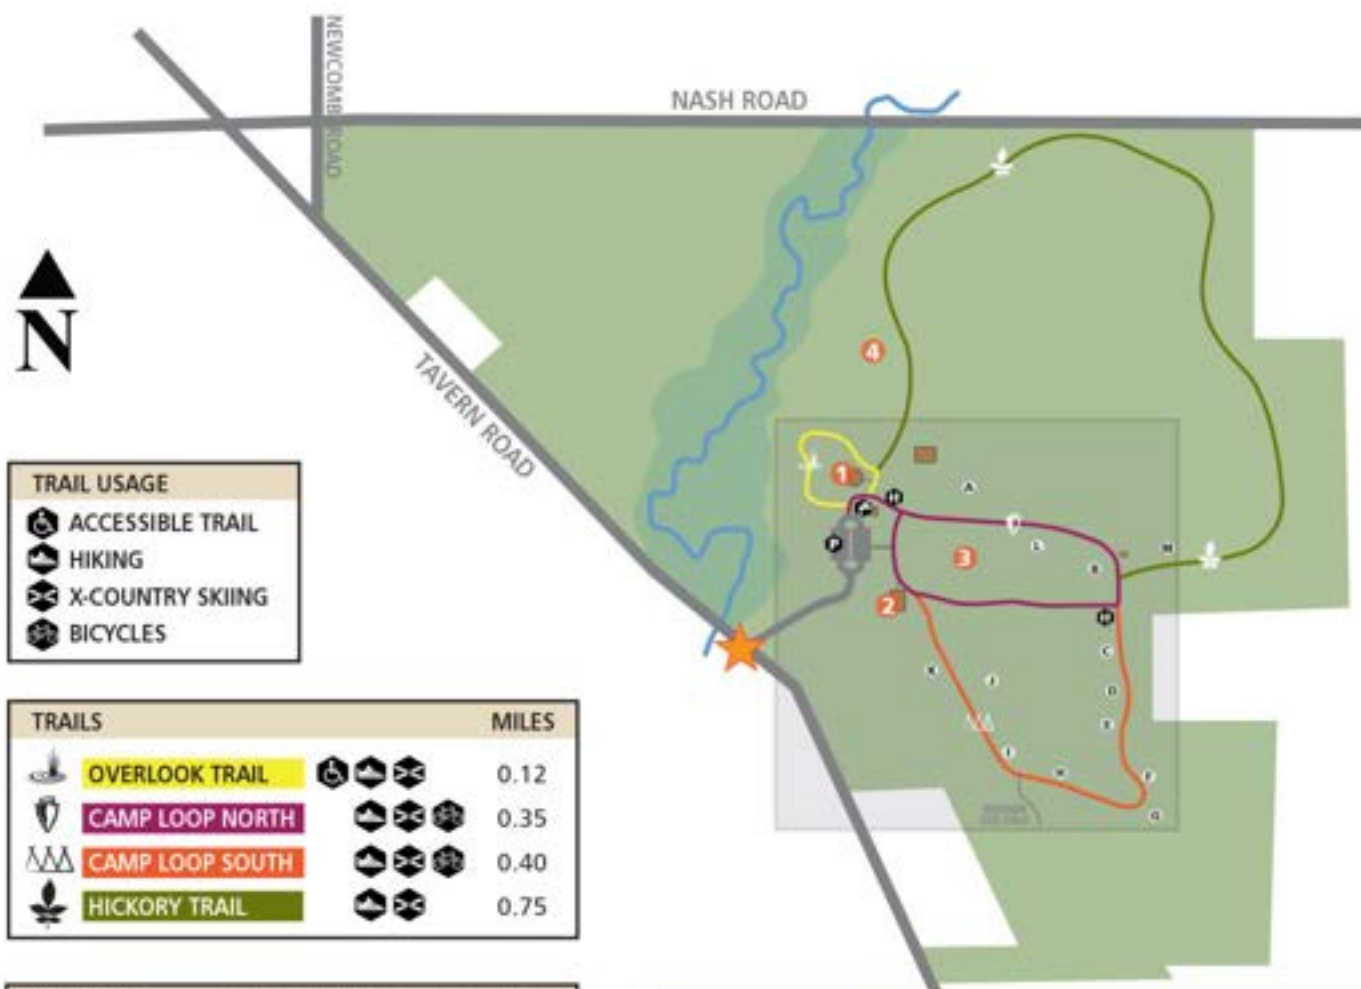 NEWCOMB ROAD
NASH ROAD
N
TAVERN ROAD
4
1
A
P
3
L
B
M
2
C
K
J
D
E
I
H
F
G
TRAIL USAGE
ACCESSIBLE TRAIL
HIKING
X-COUNTRY SKIING
BICYCLES
TRAILS MILES
OVERLOOK TRAIL 0.12
CAMP LOOP NORTH 0.35
CAMP LOOP SOUTH 0.40
HICKORY TRAIL 0.75